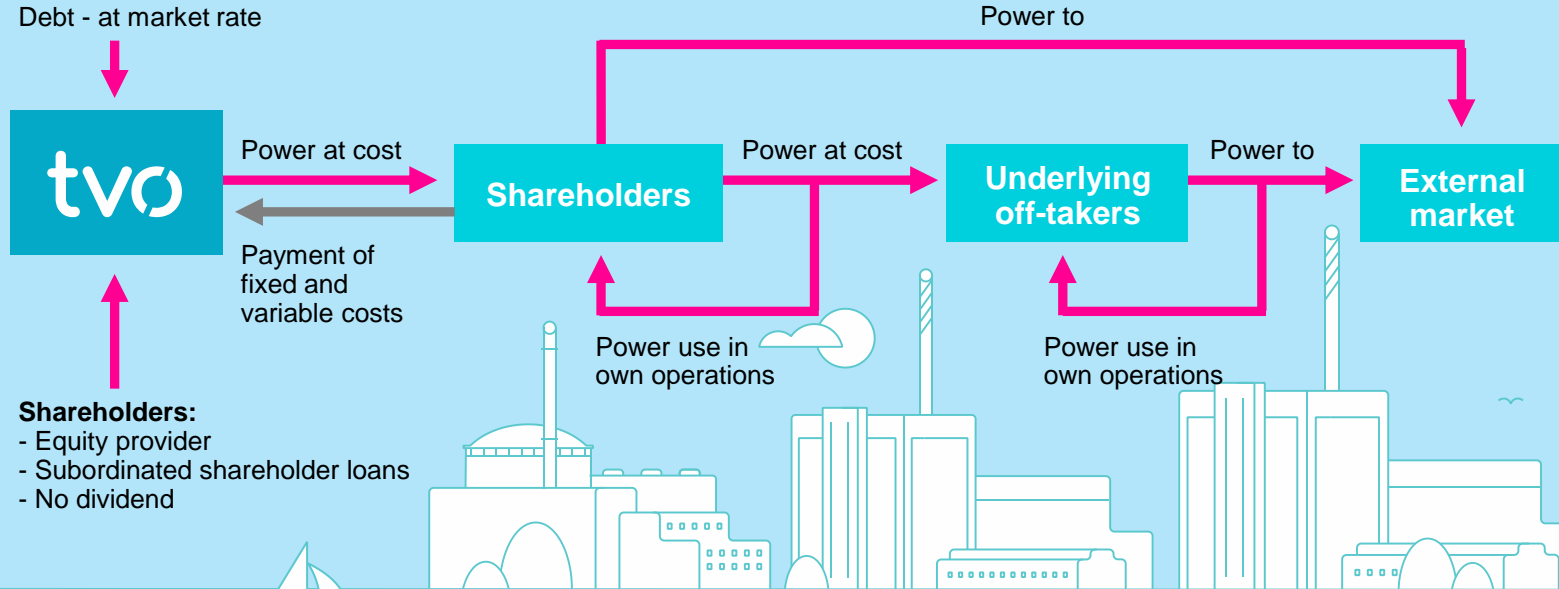 Debt - at market rate
Power to
tvo
Power at cost
Shareholders
Power at cost
Underlying
off-takers
Power to
External
market
Payment of
fixed and
variable costs
Power use in
own operations
Power use in
own operations
Shareholders:
- Equity provider
- Subordinated shareholder loans
- No dividend